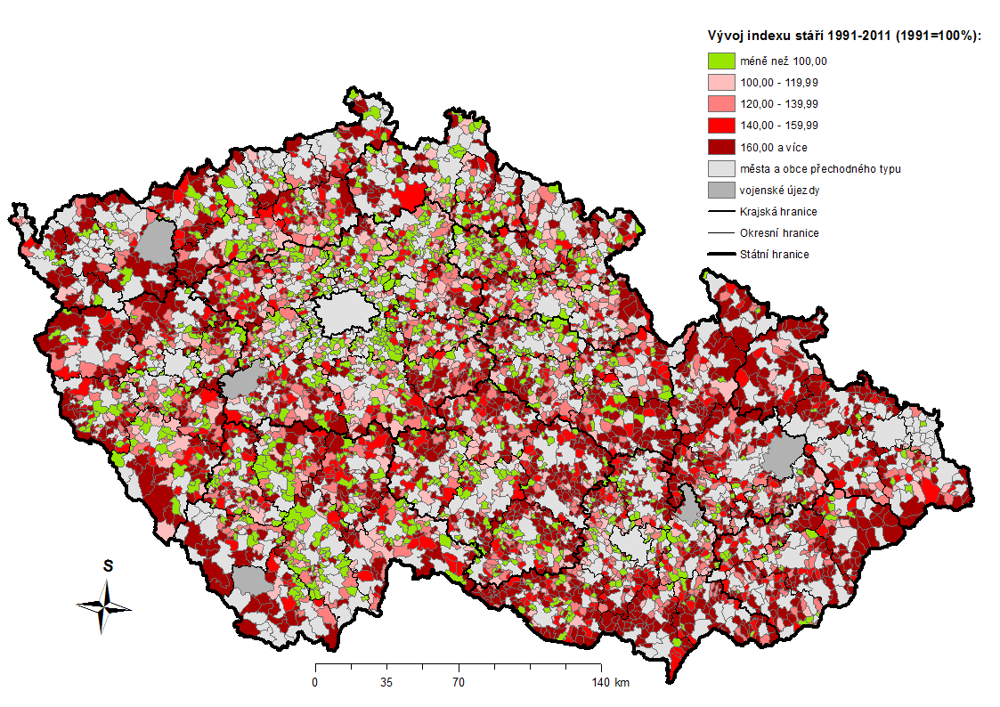 Vývoj indexu stáří 1991-2011 (1991=100%):
méně než 100,00
100,00 - 119,99
120,00 - 139,99
140,00 - 159,99
160,00 a více
města a obce přechodného typu
vojenské újezdy
Krajská hranice
Okresní hranice
Státní hranice
S
0 35 70 140 km